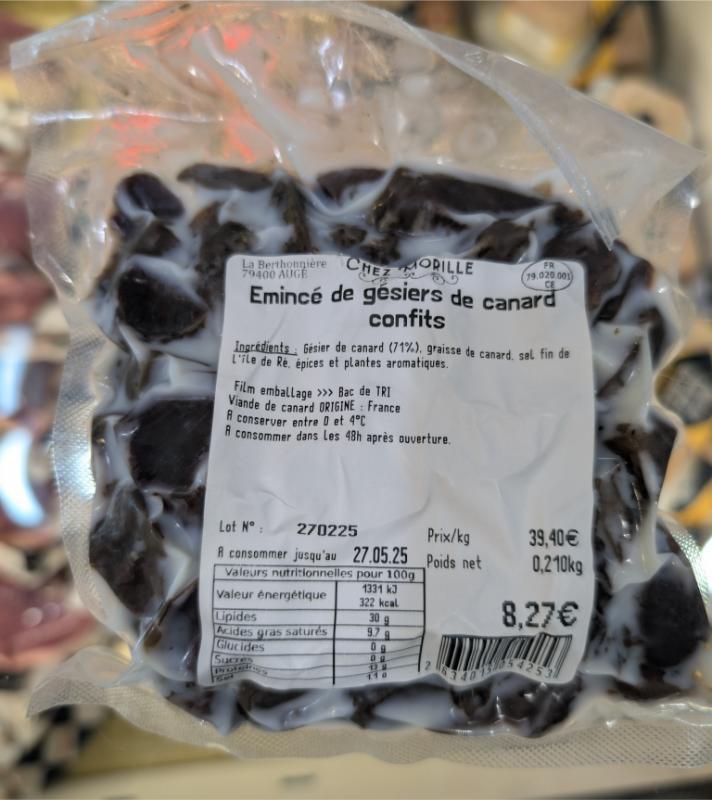 La Berthonnière
79400 AUGÉ
CHEZ MORILLE
FR
79.020.001
CE
Emincé de gésiers de canard
confits
Ingrédients : Gésier de canard (71%), graisse de canard, sel fin de
L'île de Ré, épices et plantes aromatiques.
Film emballage >>> Bac de TRI
Viande de canard ORIGINE : France
A conserver entre 0 et 4°C
A consommer dans les 48h après ouverture.
Lot N° : 270225
A consommer jusqu'au 27.05.25
Prix/kg 39,40€
Poids net 0,210kg
8,27€
Valeurs nutritionnelles pour 100g
Valeur énergétique 1331 kJ
322 kcal
Lipides 30 g
Acides gras saturés 9.7 g
Glucides 0 g
Sucres 0 g
Protéines
Sel